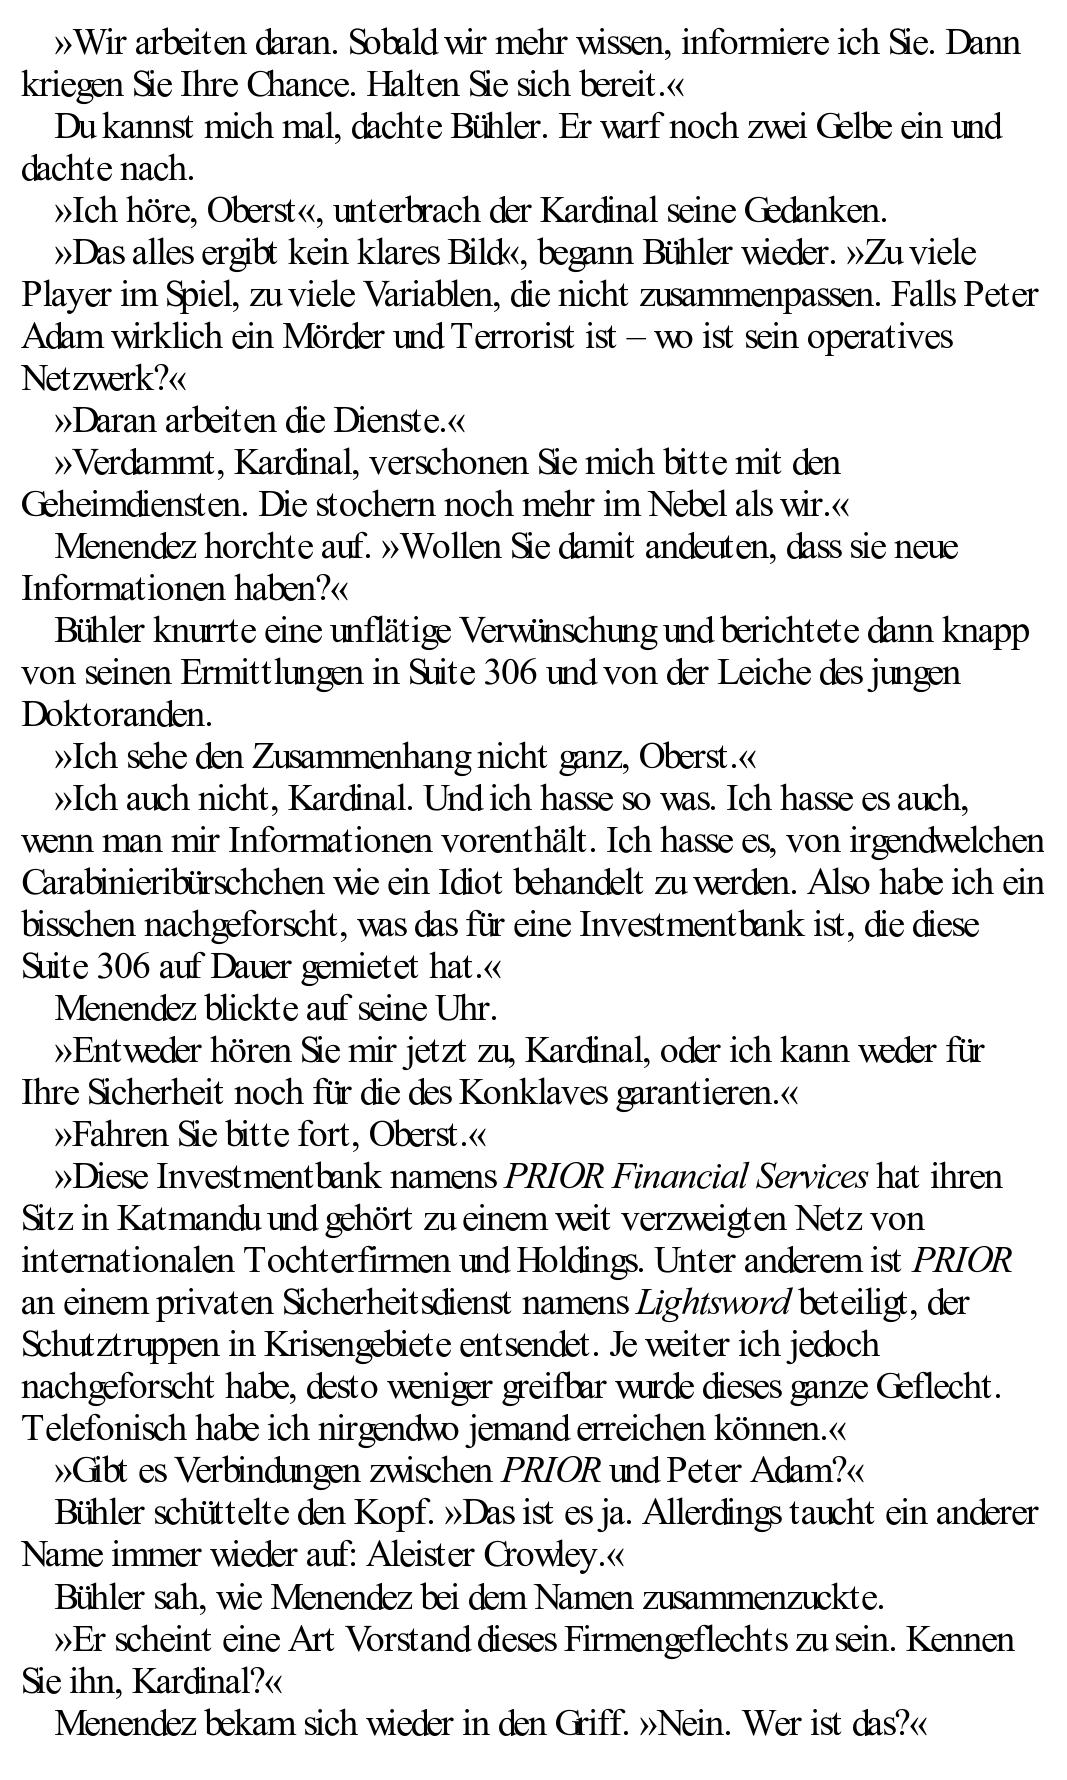 »Wir arbeiten daran. Sobald wir mehr wissen, informiere ich Sie. Dann
kriegen Sie Ihre Chance. Halten Sie sich bereit.«
Du kannst mich mal, dachte Bühler. Er warf noch zwei Gelbe ein und
dachte nach.
»Ich höre, Oberst«, unterbrach der Kardinal seine Gedanken.
»Das alles ergibt kein klares Bild«, begann Bühler wieder. »Zu viele
Player im Spiel, zu viele Variablen, die nicht zusammenpassen. Falls Peter
Adam wirklich ein Mörder und Terrorist ist – wo ist sein operatives
Netzwerk?«
»Daran arbeiten die Dienste.«
»Verdammt, Kardinal, verschonen Sie mich bitte mit den
Geheimdiensten. Die stochern noch mehr im Nebel als wir.«
Menendez horchte auf. »Wollen Sie damit andeuten, dass sie neue
Informationen haben?«
Bühler knurrte eine unflätige Verwünschung und berichtete dann knapp
von seinen Ermittlungen in Suite 306 und von der Leiche des jungen
Doktoranden.
»Ich sehe den Zusammenhang nicht ganz, Oberst.«
»Ich auch nicht, Kardinal. Und ich hasse so was. Ich hasse es auch,
wenn man mir Informationen vorenthält. Ich hasse es, von irgendwelchen
Carabinieribürschchen wie ein Idiot behandelt zu werden. Also habe ich ein
bisschen nachgeforscht, was das für eine Investmentbank ist, die diese
Suite 306 auf Dauer gemietet hat.«
Menendez blickte auf seine Uhr.
»Entweder hören Sie mir jetzt zu, Kardinal, oder ich kann weder für
Ihre Sicherheit noch für die des Konklaves garantieren.«
»Fahren Sie bitte fort, Oberst.«
»Diese Investmentbank namens PRIOR Financial Services hat ihren
Sitz in Katmandu und gehört zu einem weit verzweigten Netz von
internationalen Tochterfirmen und Holdings. Unter anderem ist PRIOR
an einem privaten Sicherheitsdienst namens Lightsword beteiligt, der
Schutztruppen in Krisengebiete entsendet. Je weiter ich jedoch
nachgeforscht habe, desto weniger greifbar wurde dieses ganze Geflecht.
Telefonisch habe ich nirgendwo jemand erreichen können.«
»Gibt es Verbindungen zwischen PRIOR und Peter Adam?«
Bühler schüttelte den Kopf. »Das ist es ja. Allerdings taucht ein anderer
Name immer wieder auf: Aleister Crowley.«
Bühler sah, wie Menendez bei dem Namen zusammenzuckte.
»Er scheint eine Art Vorstand dieses Firmengeflechts zu sein. Kennen
Sie ihn, Kardinal?«
Menendez bekam sich wieder in den Griff. »Nein. Wer ist das?«